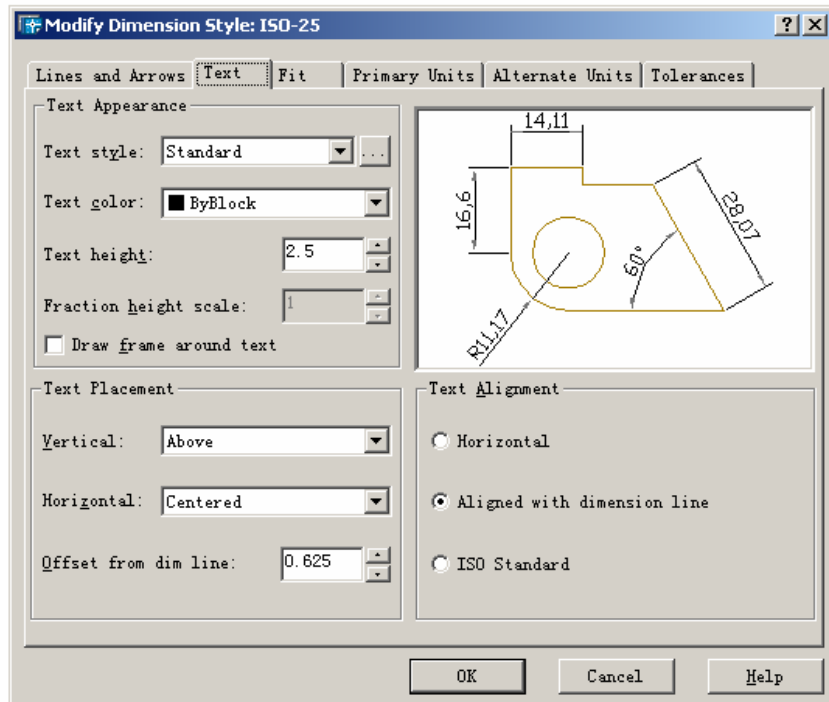 Modify Dimension Style: ISO-25
Lines and Arrows Text Fit Primary Units Alternate Units Tolerances
Text Appearance
Text style: Standard ...
Text color: ByBlock
Text height: 2.5
Fraction height scale: 1
Draw frame around text
14,11
16,6
28,07
60°
R11,17
Text Placement
Vertical: Above
Horizontal: Centered
Offset from dim line: 0.625
Text Alignment
Horizontal
Aligned with dimension line
ISO Standard
OK Cancel Help